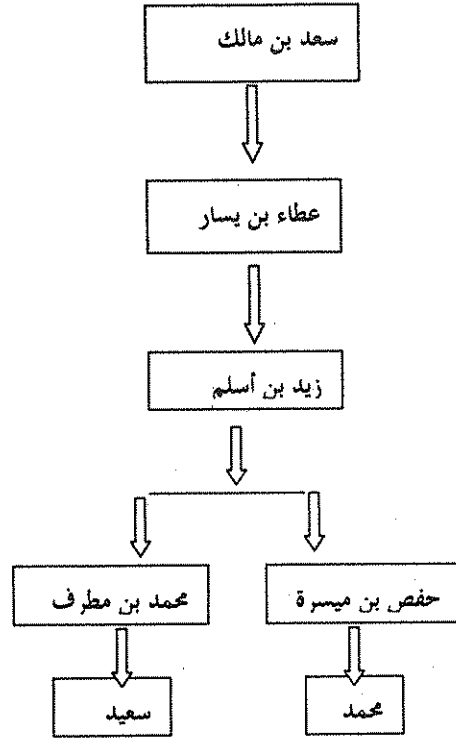 سعد بن مالك
عطاء بن يسار
زيد بن أسلم
حفص بن ميسرة
محمد بن مطرف
محمد
سعيد